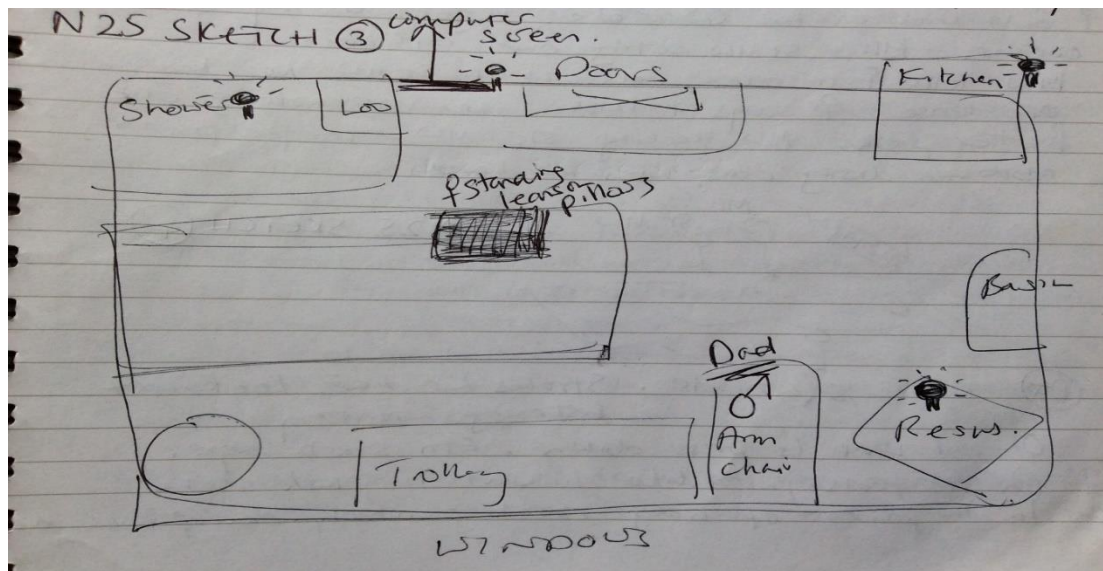 N25 SKETCH ③
computer
screen.
Doors
Kitchen
Shower
Loo
♀ standing
leans on
pillows
Basin
Dad
♂
Arm
chair
Resus.
Trolley
WINDOWS